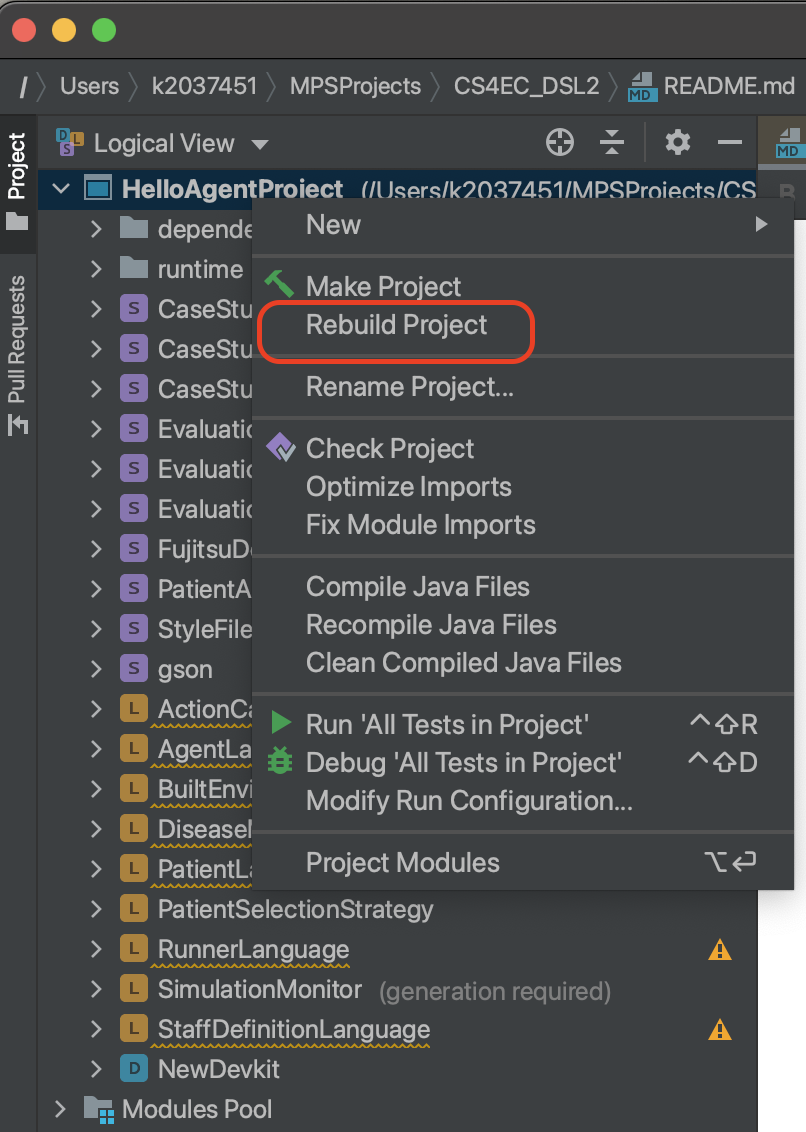 / Users k2037451 MPSProjects CS4EC_DSL2 MD README.md
Project
Pull Requests
D L S Logical View
MD
HelloAgentProject (/Users/k2037451/MPSProjects/CS
B
depende
runtime
S CaseStu
S CaseStu
S CaseStu
S Evaluatio
S Evaluatio
S Evaluatio
S FujitsuDe
S PatientA
S StyleFile
S gson
L ActionCa
L AgentLa
L BuiltEnvi
L Disease
L PatientLa
L PatientSelectionStrategy
L RunnerLanguage
L SimulationMonitor (generation required)
L StaffDefinitionLanguage
D NewDevkit
Modules Pool
New
Make Project
Rebuild Project
Rename Project...
Check Project
Optimize Imports
Fix Module Imports
Compile Java Files
Recompile Java Files
Clean Compiled Java Files
Run 'All Tests in Project' ⌃⇧R
Debug 'All Tests in Project' ⌃⇧D
Modify Run Configuration...
Project Modules ⌥↩